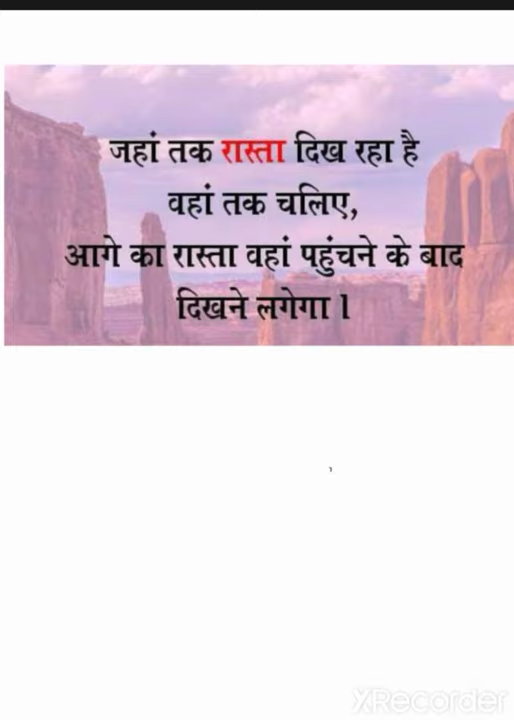 जहां तक रास्ता दिख रहा है
वहां तक चलिए,
आगे का रास्ता वहां पहुंचने के बाद
दिखने लगेगा l
XRecorder